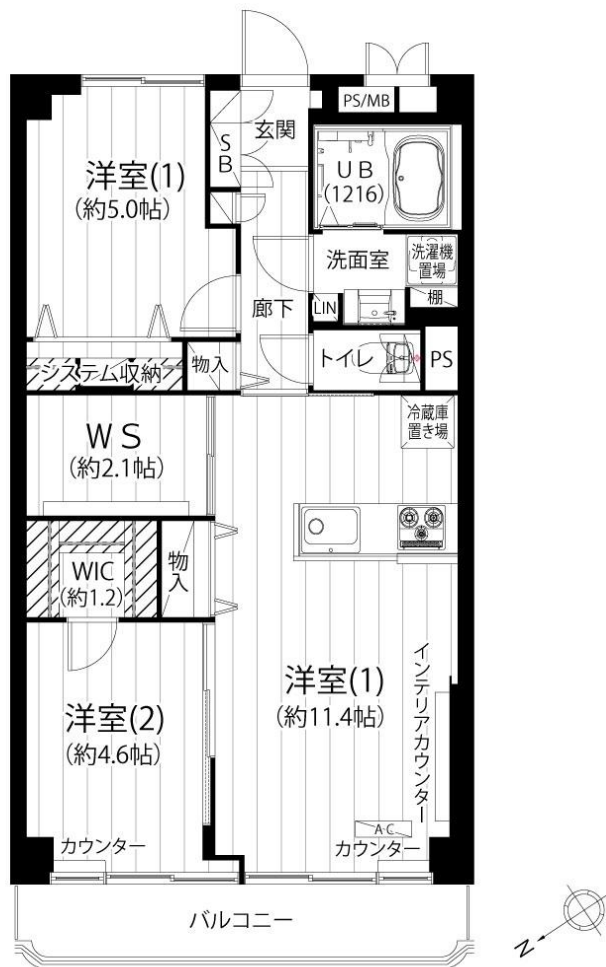 PS/MB
玄関
SB
UB
(1216)
洋室(1)
(約5.0帖)
洗面室
洗濯機
置場
棚
LIN
廊下
トイレ
PS
システム収納
物入
冷蔵庫
置き場
WS
(約2.1帖)
WIC
(約1.2)
物入
洋室(1)
(約11.4帖)
インテリアカウンター
洋室(2)
(約4.6帖)
AC
カウンター
カウンター
バルコニー
N